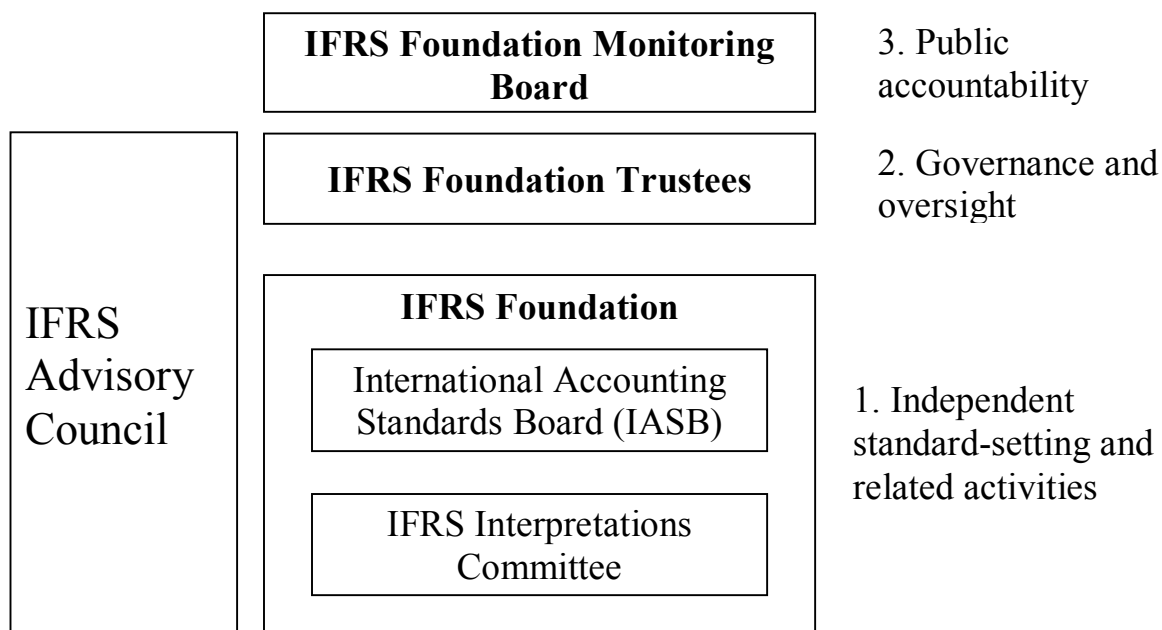 IFRS Foundation Monitoring
Board
3. Public
accountability
IFRS Foundation Trustees
2. Governance and
oversight
IFRS
Advisory
Council
IFRS Foundation
International Accounting
Standards Board (IASB)
IFRS Interpretations
Committee
1. Independent
standard-setting and
related activities